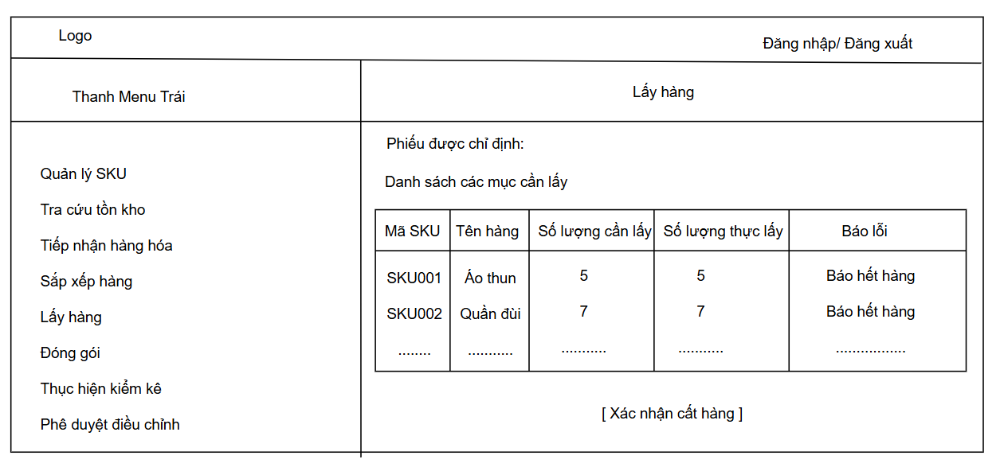 Logo
Đăng nhập/ Đăng xuất
Thanh Menu Trái
Lấy hàng
Quản lý SKU
Tra cứu tồn kho
Tiếp nhận hàng hóa
Sắp xếp hàng
Lấy hàng
Đóng gói
Thực hiện kiểm kê
Phê duyệt điều chỉnh
Phiếu được chỉ định:
Danh sách các mục cần lấy
Mã SKU Tên hàng Số lượng cần lấy Số lượng thực lấy Báo lỗi
SKU001 Áo thun 5 5 Báo hết hàng
SKU002 Quần đùi 7 7 Báo hết hàng
........ ........... ........... ........... .................
[ Xác nhận cất hàng ]